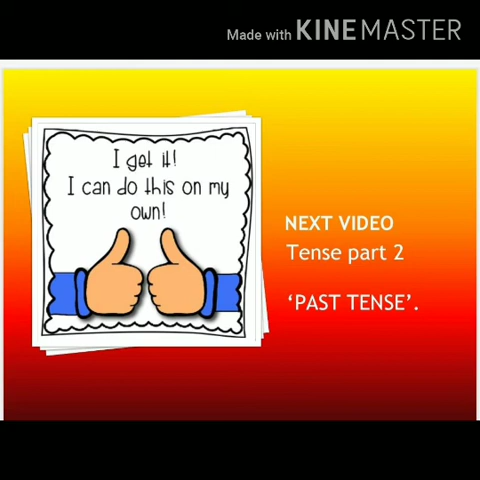 Made with KINEMASTER
I get it!
I can do this on my
own!
NEXT VIDEO
Tense part 2
‘PAST TENSE’.